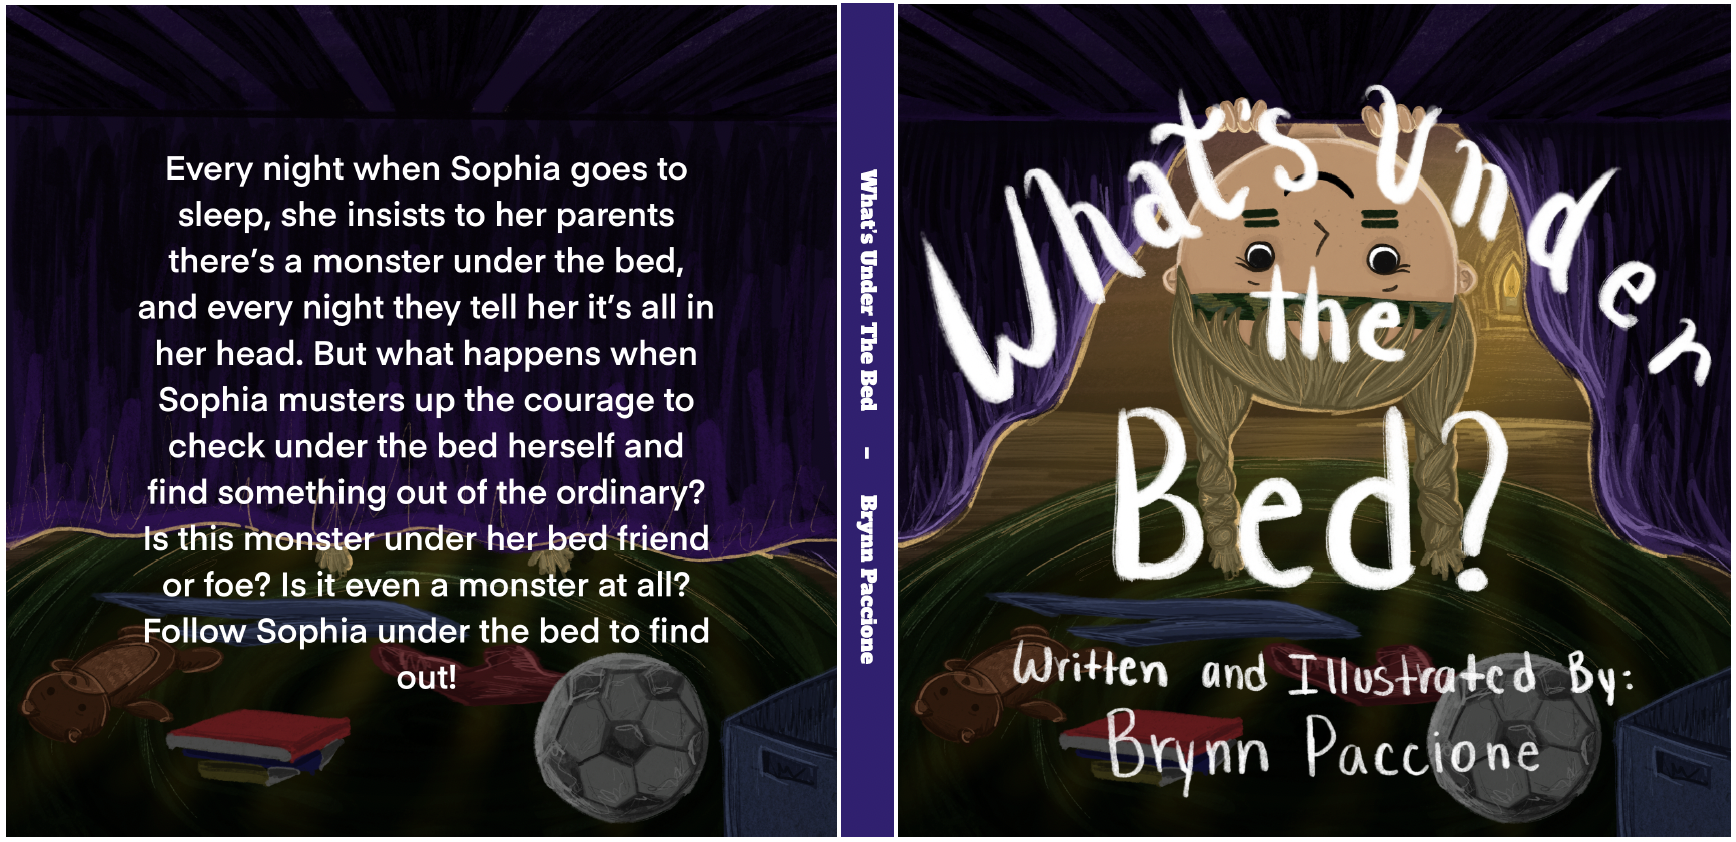 Every night when Sophia goes to
sleep, she insists to her parents
there's a monster under the bed,
and every night they tell her it's all in
her head. But what happens when
Sophia musters up the courage to
check under the bed herself and
find something out of the ordinary?
Is this monster under her bed friend
or foe? Is it even a monster at all?
Follow Sophia under the bed to find
out!
What's Under The Bed - Brynn Paccione
What's Under
the
Bed?
Written and Illustrated By:
Brynn Paccione